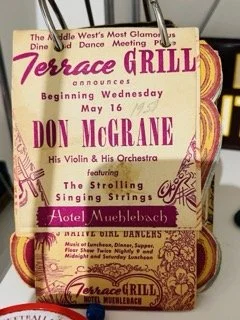 The Middle West's Most Glamorous
Dine and Dance Meeting Place
Terrace GRILL
announces
Beginning Wednesday
May 16 1951
DON McGRANE
His Violin & His Orchestra
featuring
The Strolling
Singing Strings
Hotel Muehlebach
NATIVE GIRL DANCERS
Music at Luncheon, Dinner, Supper,
Floor Show Twice Nightly 9 and
Midnight and Saturday Luncheon
Terrace GRILL
HOTEL MUEHLEBACH